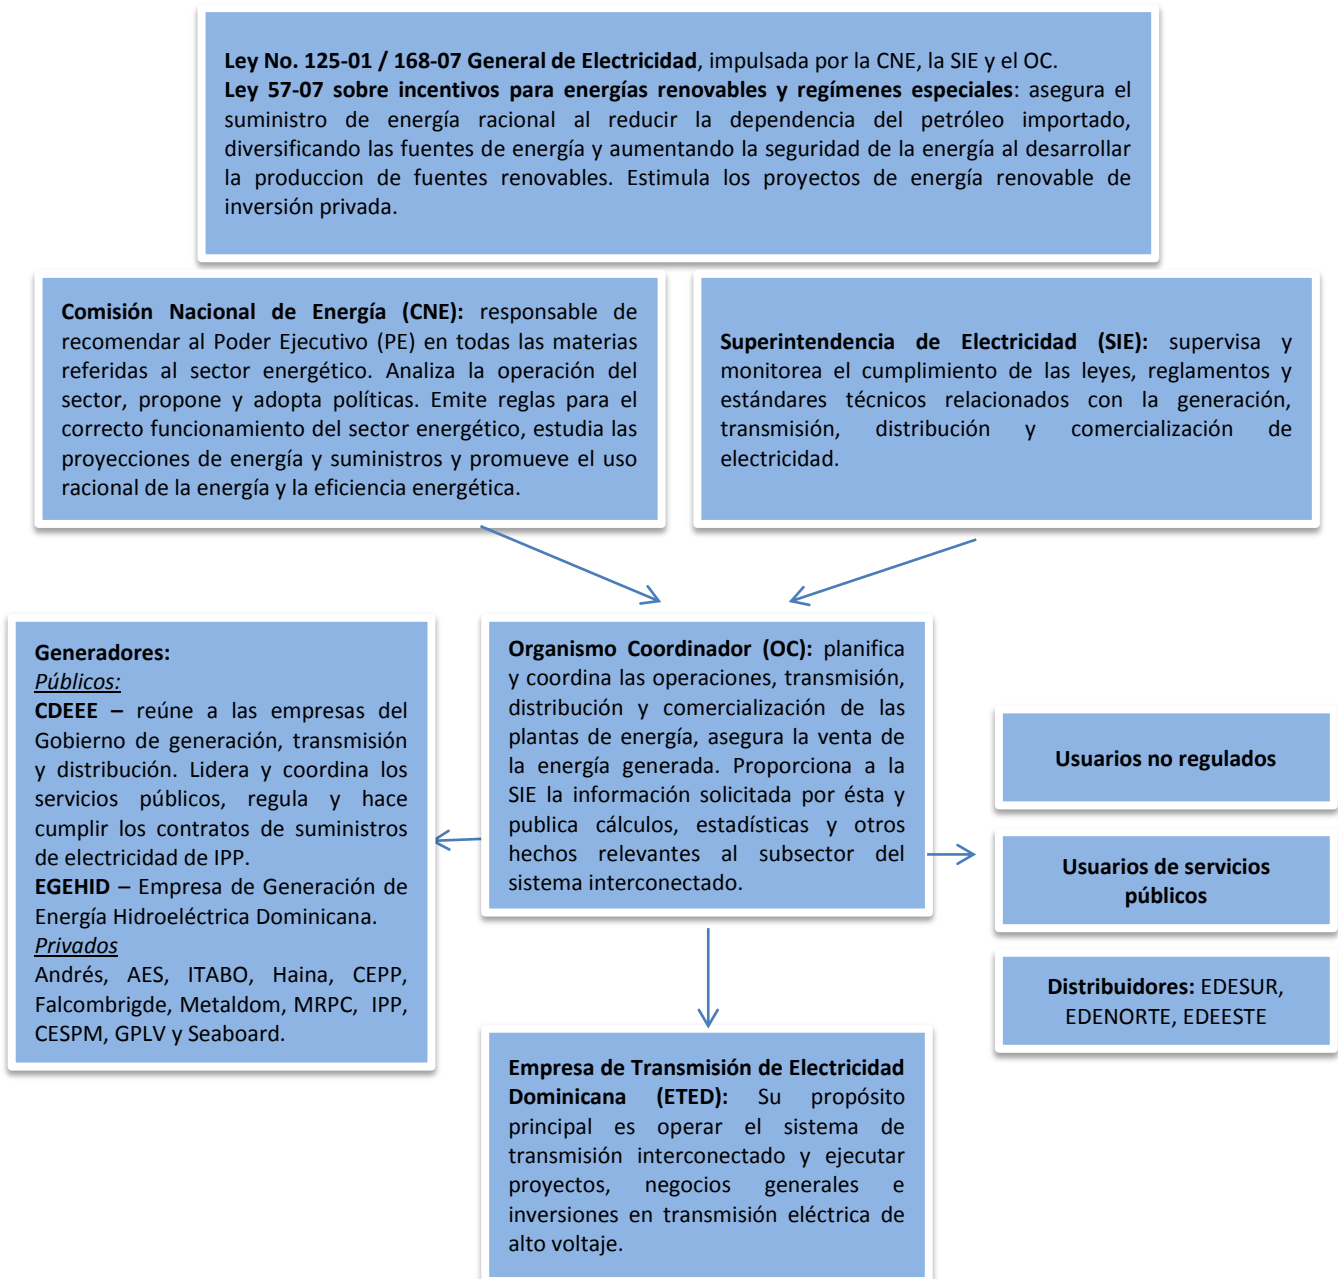 Ley No. 125-01 / 168-07 General de Electricidad, impulsada por la CNE, la SIE y el OC.
Ley 57-07 sobre incentivos para energías renovables y regímenes especiales: asegura el
suministro de energía racional al reducir la dependencia del petróleo importado,
diversificando las fuentes de energía y aumentando la seguridad de la energía al desarrollar
la produccion de fuentes renovables. Estimula los proyectos de energía renovable de
inversión privada.
Comisión Nacional de Energía (CNE): responsable de
recomendar al Poder Ejecutivo (PE) en todas las materias
referidas al sector energético. Analiza la operación del
sector, propone y adopta políticas. Emite reglas para el
correcto funcionamiento del sector energético, estudia las
proyecciones de energía y suministros y promueve el uso
racional de la energía y la eficiencia energética.
Superintendencia de Electricidad (SIE): supervisa y
monitorea el cumplimiento de las leyes, reglamentos y
estándares técnicos relacionados con la generación,
transmisión, distribución y comercialización de
electricidad.
Generadores:
Públicos:
CDEEE – reúne a las empresas del
Gobierno de generación, transmisión
y distribución. Lidera y coordina los
servicios públicos, regula y hace
cumplir los contratos de suministros
de electricidad de IPP.
EGEHID – Empresa de Generación de
Energía Hidroeléctrica Dominicana.
Privados
Andrés, AES, ITABO, Haina, CEPP,
Falcombrigde, Metaldom, MRPC, IPP,
CESPM, GPLV y Seaboard.
Organismo Coordinador (OC): planifica
y coordina las operaciones, transmisión,
distribución y comercialización de las
plantas de energía, asegura la venta de
la energía generada. Proporciona a la
SIE la información solicitada por ésta y
publica cálculos, estadísticas y otros
hechos relevantes al subsector del
sistema interconectado.
Usuarios no regulados
Usuarios de servicios
públicos
Distribuidores: EDESUR,
EDENORTE, EDEESTE
Empresa de Transmisión de Electricidad
Dominicana (ETED): Su propósito
principal es operar el sistema de
transmisión interconectado y ejecutar
proyectos, negocios generales e
inversiones en transmisión eléctrica de
alto voltaje.